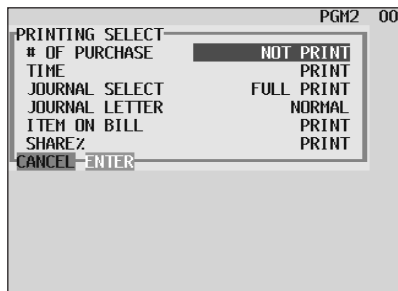 PGM2 00
PRINTING SELECT
# OF PURCHASE NOT PRINT
TIME PRINT
JOURNAL SELECT FULL PRINT
JOURNAL LETTER NORMAL
ITEM ON BILL PRINT
SHARE% PRINT
CANCEL ENTER